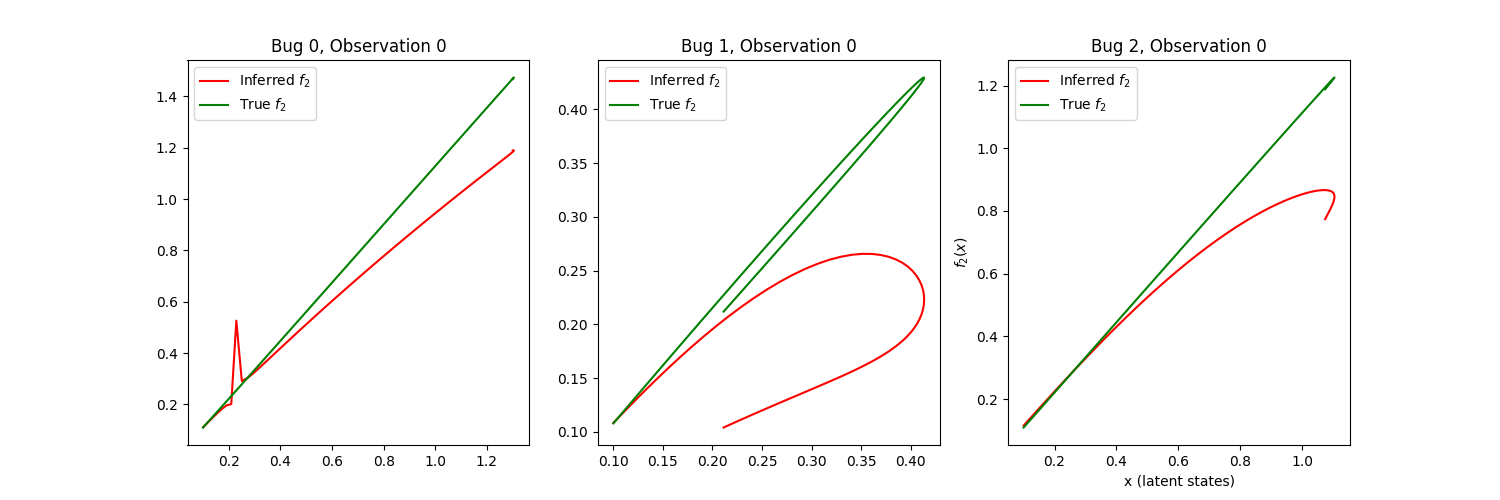 Bug 0, Observation 0
Inferred f₂
True f₂
1.4
1.2
1.0
0.8
0.6
0.4
0.2
0.2 0.4 0.6 0.8 1.0 1.2
Bug 1, Observation 0
Inferred f₂
True f₂
0.40
0.35
0.30
0.25
0.20
0.15
0.10
0.10 0.15 0.20 0.25 0.30 0.35 0.40
Bug 2, Observation 0
Inferred f₂
True f₂
f₂(x)
1.2
1.0
0.8
0.6
0.4
0.2
0.2 0.4 0.6 0.8 1.0
x (latent states)